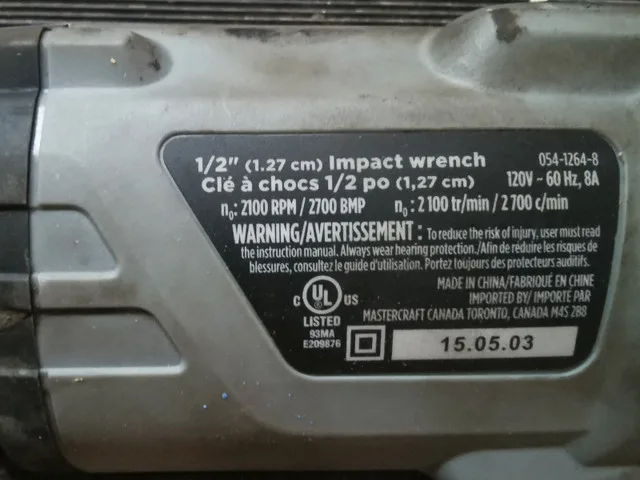 1/2" (1.27 cm) Impact wrench 054-1264-8
Clé à chocs 1/2 po (1,27 cm) 120V ~ 60 Hz, 8A
n₀: 2100 RPM / 2700 BMP n₀: 2 100 tr/min / 2 700 c/min
WARNING/AVERTISSEMENT : To reduce the risk of injury, user must read
the instruction manual. Always wear hearing protection./Afin de réduire les risques de
blessures, consultez le guide d'utilisation. Portez toujours des protecteurs auditifs.
MADE IN CHINA/FABRIQUÉ EN CHINE
IMPORTED BY/ IMPORTÉ PAR
MASTERCRAFT CANADA TORONTO, CANADA M4S 2B8
C UL US
LISTED
93MA
E209876
15.05.03